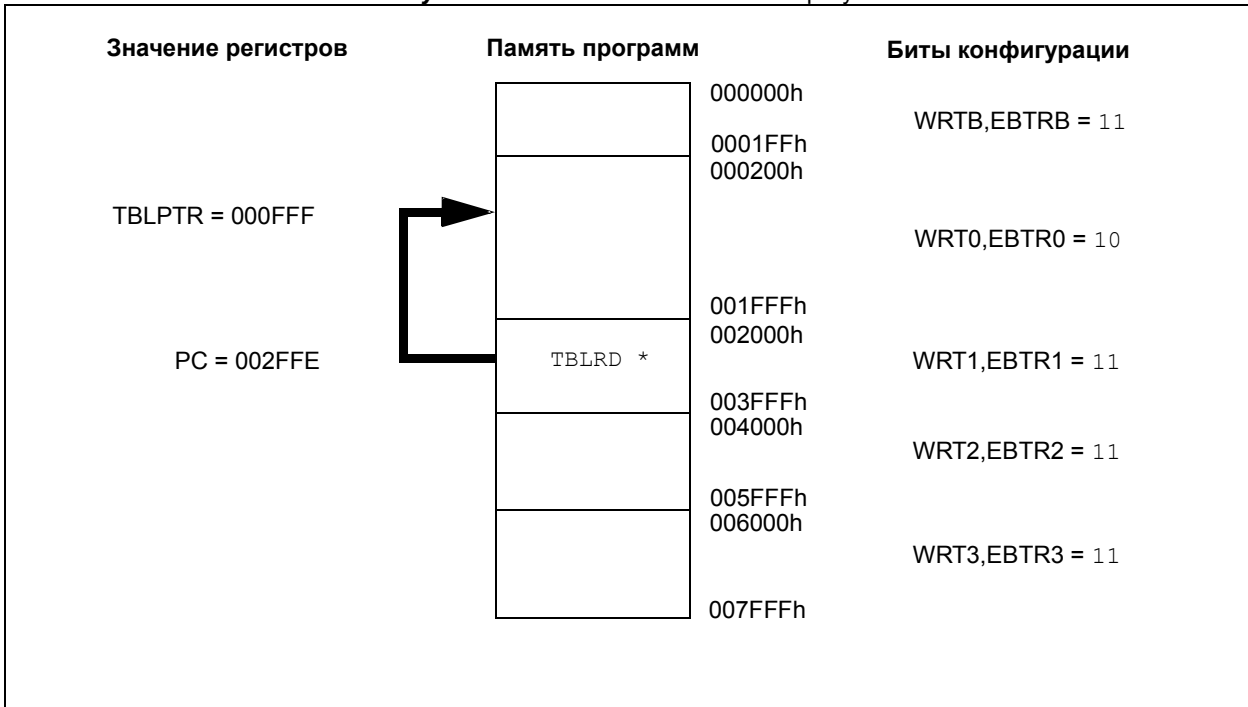 Значение регистров Память программ Биты конфигурации
000000h
WRTB,EBTRB = 11
0001FFh
000200h
TBLPTR = 000FFF
WRT0,EBTR0 = 10
001FFFh
002000h
PC = 002FFE TBLRD * WRT1,EBTR1 = 11
003FFFh
004000h
WRT2,EBTR2 = 11
005FFFh
006000h
WRT3,EBTR3 = 11
007FFFh